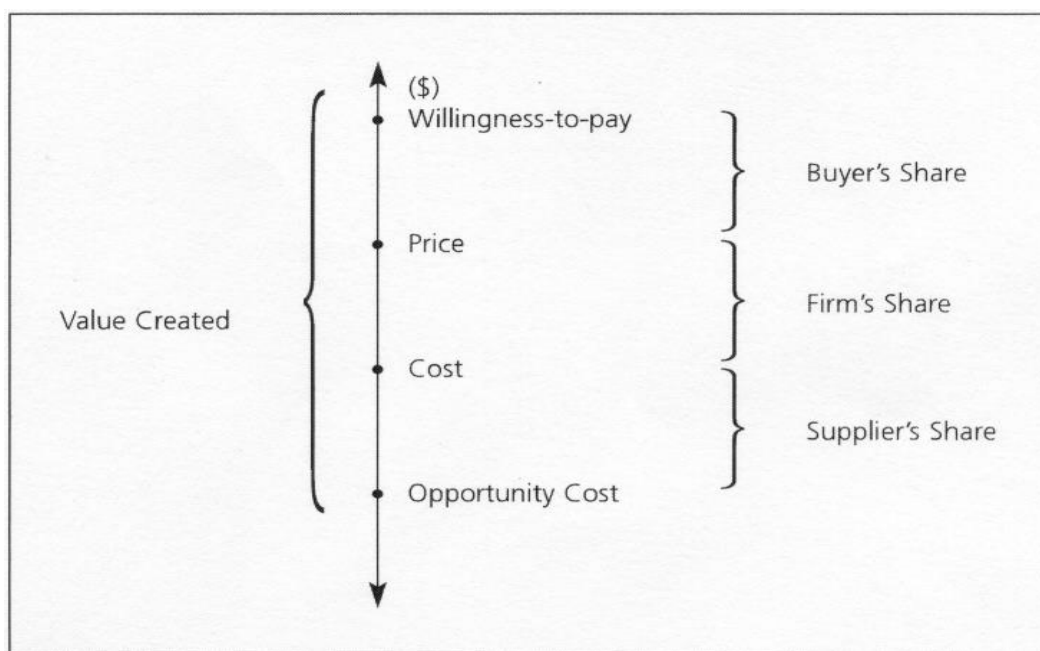 ($)
Willingness-to-pay
Buyer's Share
Price
Firm's Share
Value Created
Cost
Supplier's Share
Opportunity Cost